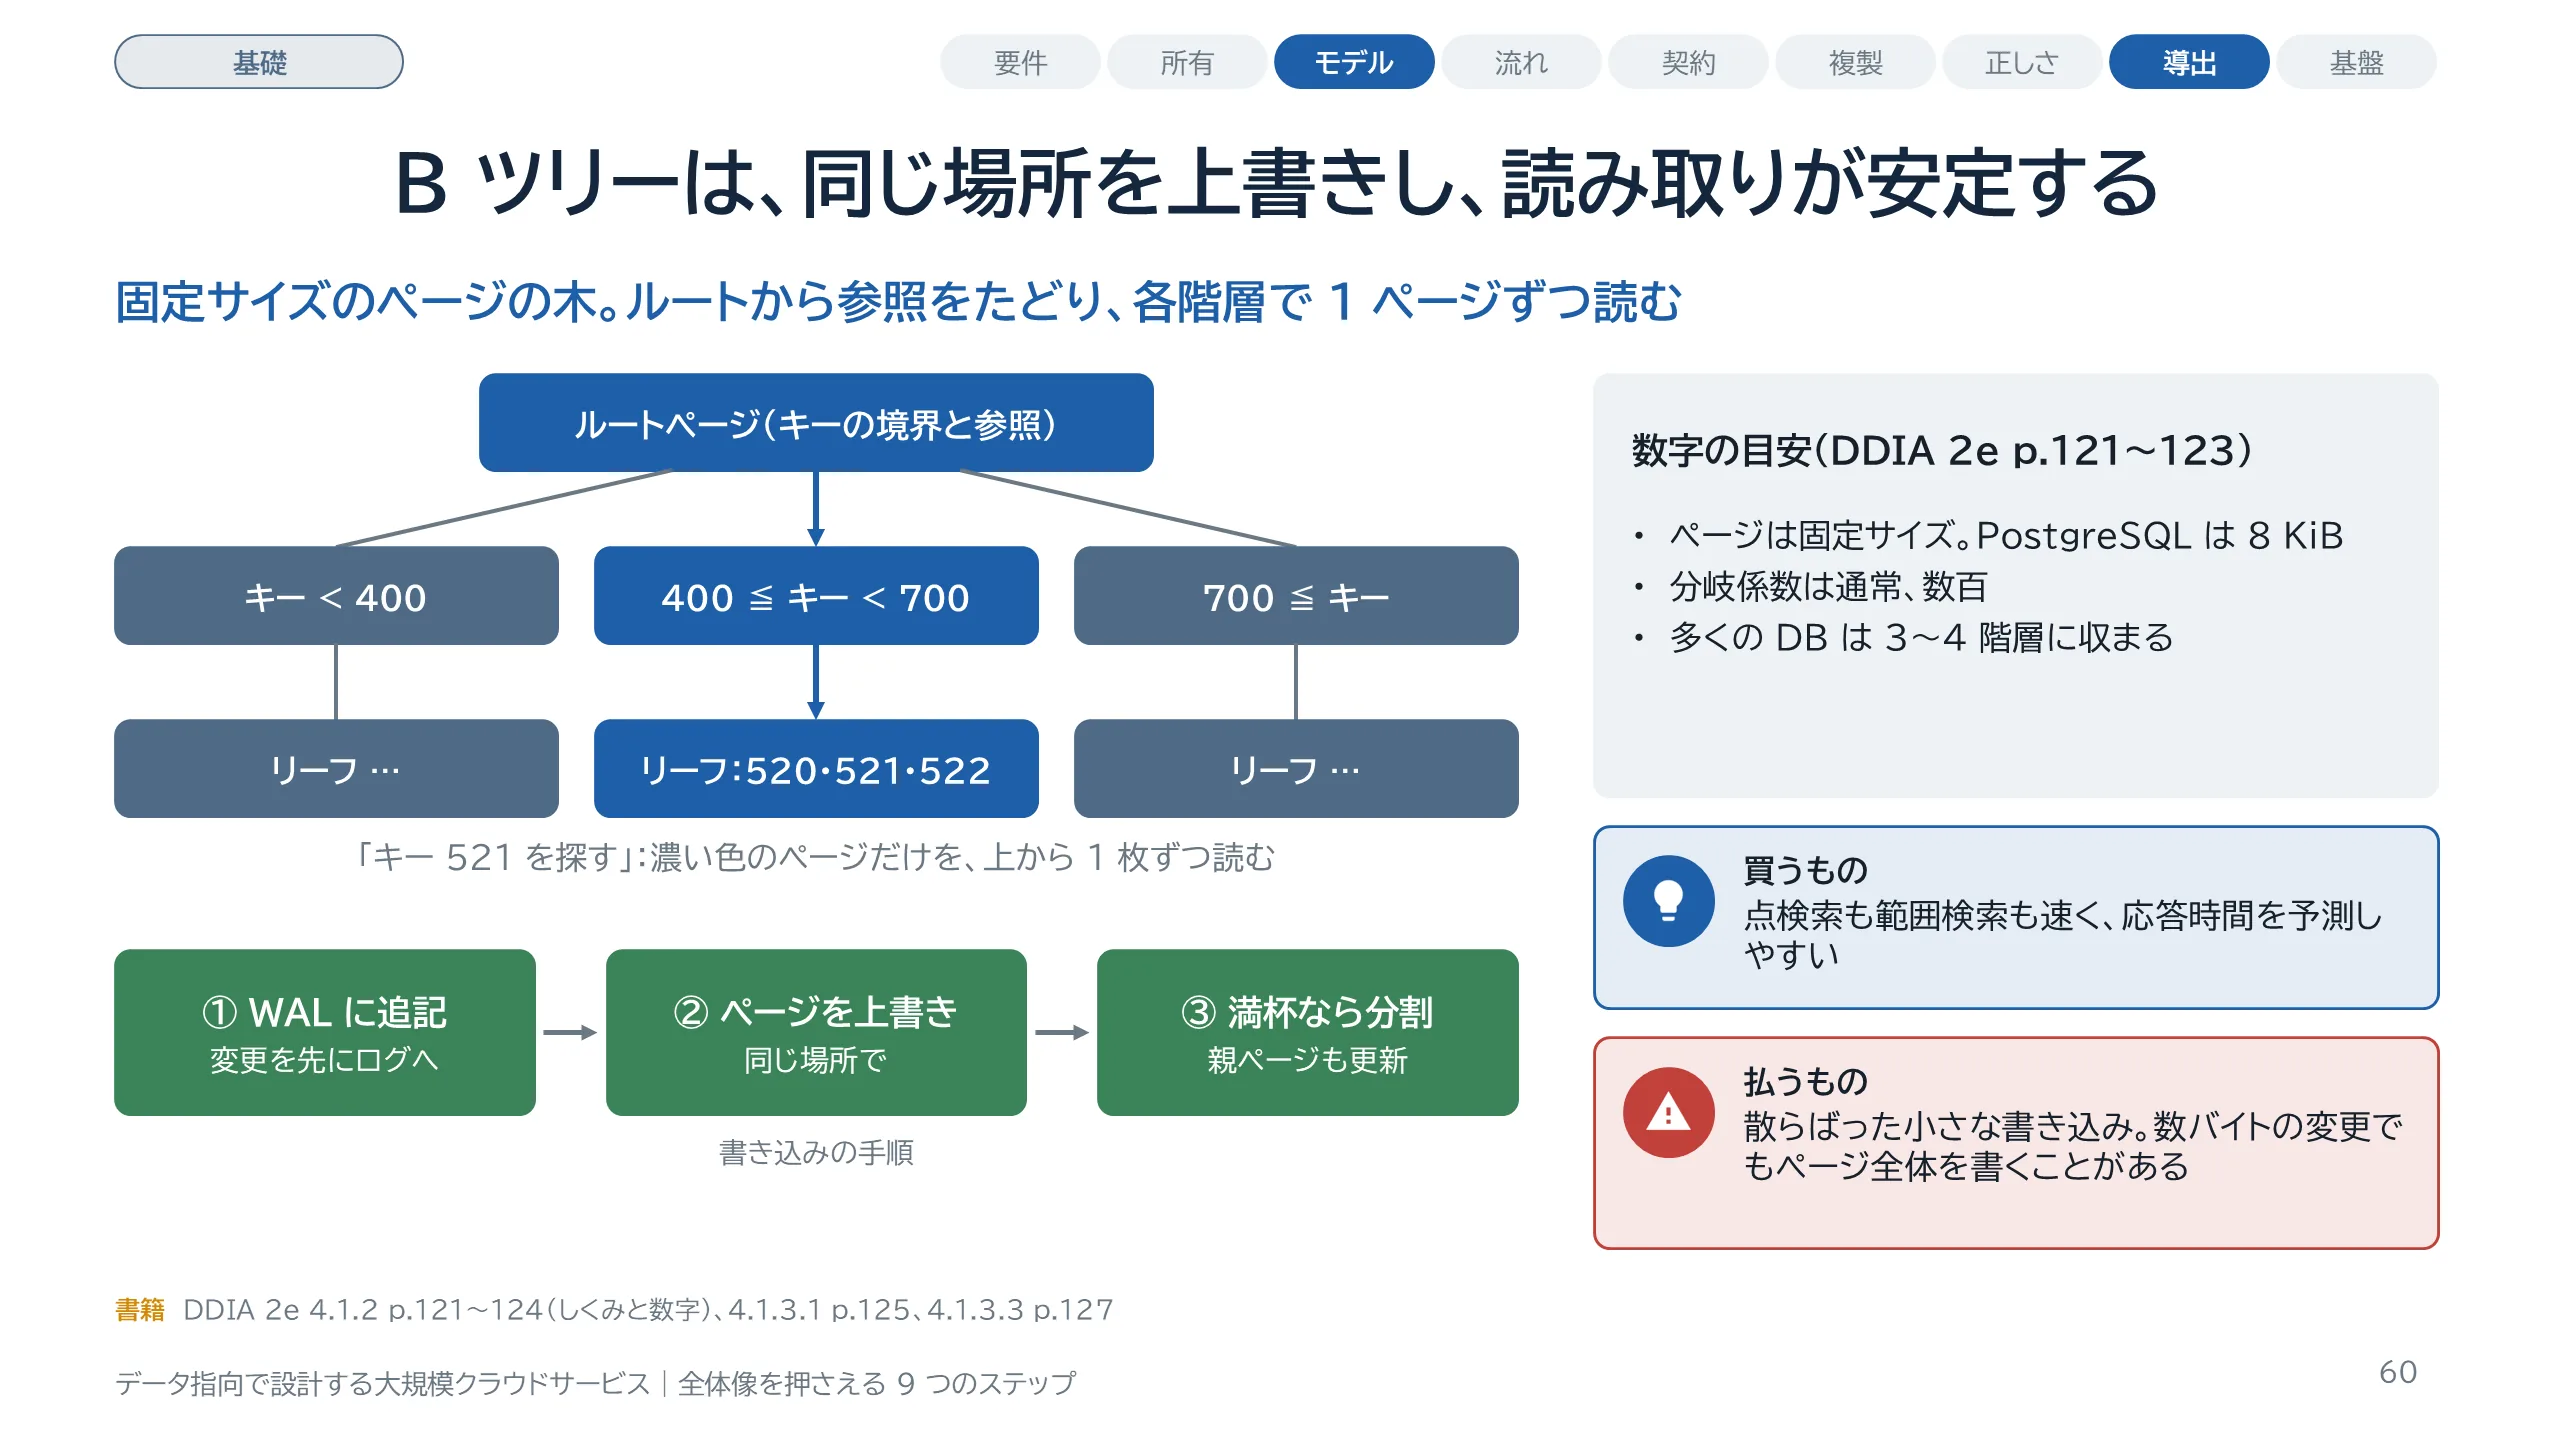 基礎
要件
所有
モデル
流れ
契約
複製
正しさ
導出
基盤
B ツリーは、同じ場所を上書きし、読み取りが安定する
固定サイズのページの木。ルートから参照をたどり、各階層で 1 ページずつ読む
ルートページ（キーの境界と参照）
キー < 400
400 ≦ キー < 700
700 ≦ キー
リーフ …
リーフ：520・521・522
リーフ …
「キー 521 を探す」：濃い色のページだけを、上から 1 枚ずつ読む
① WAL に追記
変更を先にログへ
② ページを上書き
同じ場所で
③ 満杯なら分割
親ページも更新
書き込みの手順
数字の目安（DDIA 2e p.121〜123）
• ページは固定サイズ。PostgreSQL は 8 KiB
• 分岐係数は通常、数百
• 多くの DB は 3〜4 階層に収まる
買うもの
点検索も範囲検索も速く、応答時間を予測し
やすい
払うもの
散らばった小さな書き込み。数バイトの変更で
もページ全体を書くことがある
書籍 DDIA 2e 4.1.2 p.121〜124（しくみと数字）、4.1.3.1 p.125、4.1.3.3 p.127
データ指向で設計する大規模クラウドサービス｜全体像を押さえる 9 つのステップ
60